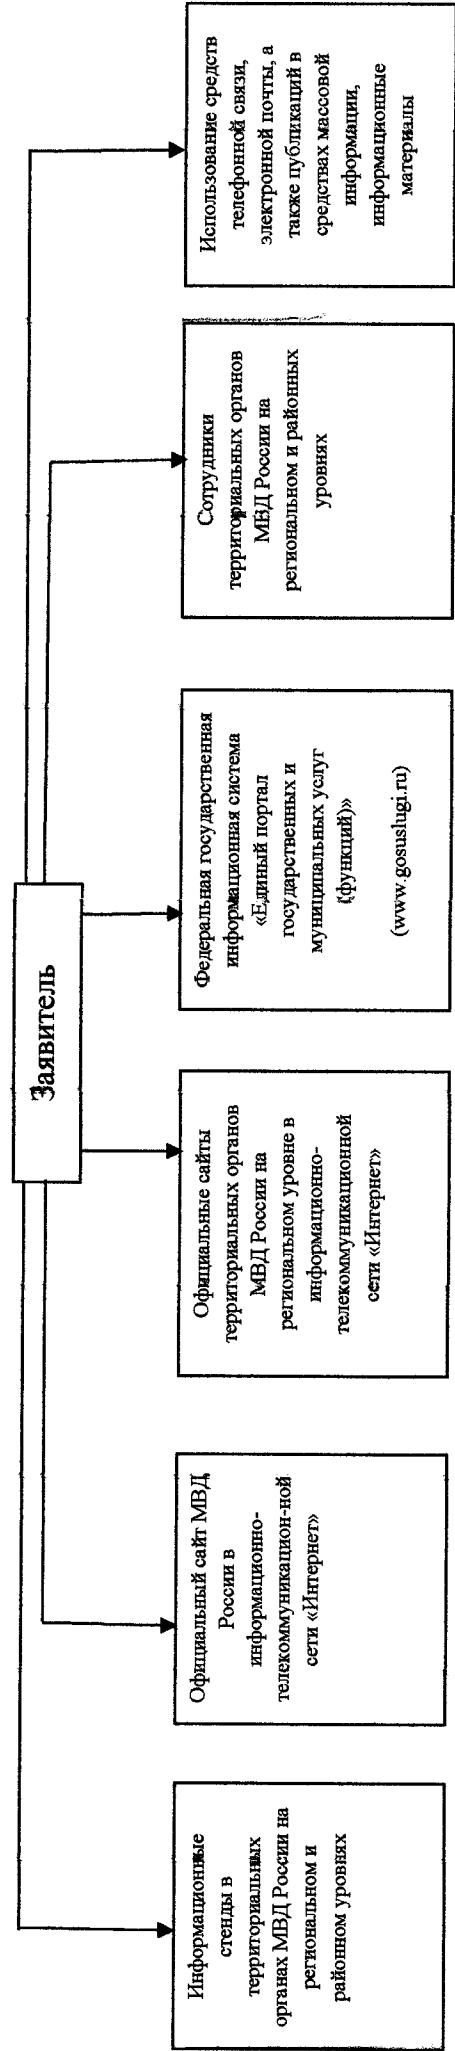 Заявитель
Информационные
стенды в
территориальных
органах МВД России на
региональном и
районном уровнях
Официальный сайт МВД
России в
информационно-
телекоммуникацион-ной
сети «Интернет»
Официальные сайты
территориальных органов
МВД России на
региональном уровне в
информационно-
телекоммуникационной
сети «Интернет»
Федеральная государственная
информационная система
«Единый портал
государственных и
муниципальных услуг
(функций)»
(www.gosuslugi.ru)
Сотрудники
территориальных органов
МВД России на
региональном и районных
уровнях
Использование средств
телефонной связи,
электронной почты, а
также публикаций в
средствах массовой
информации,
информационные
материалы